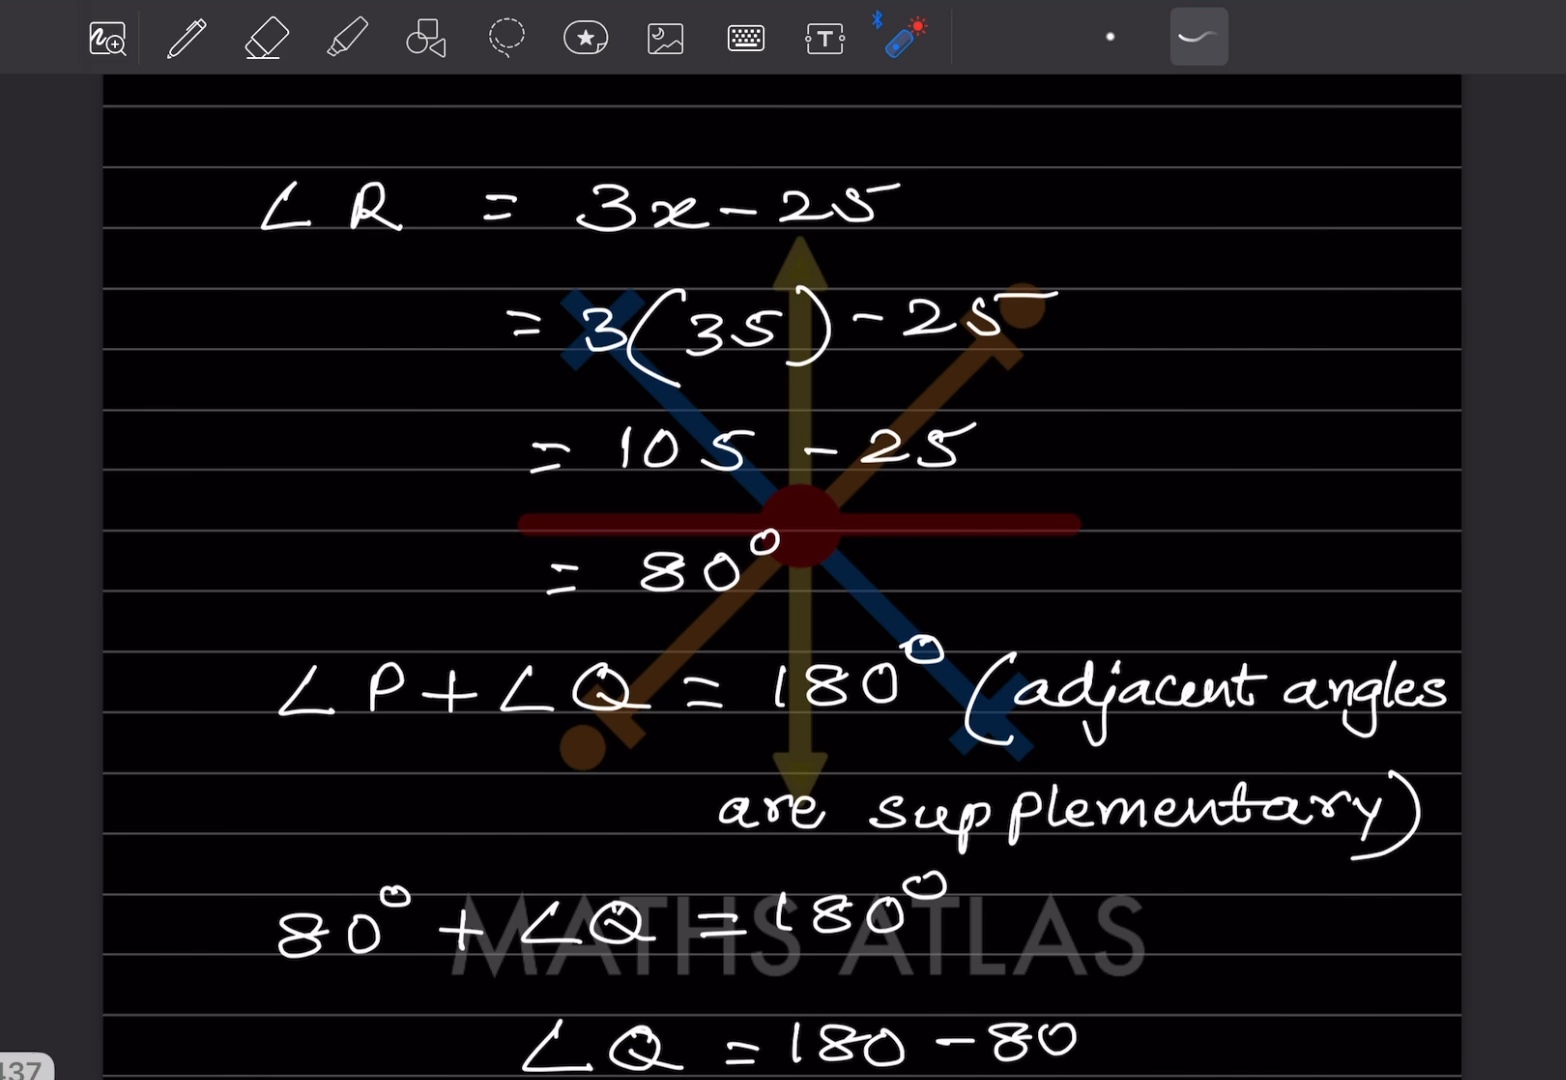 ∠R = 3x - 25
= 3(35) - 25
= 105 - 25
= 80°
∠P + ∠Q = 180° (adjacent angles
are supplementary)
80° + ∠Q = 180°
MATHS ATLAS
∠Q = 180 - 80
137